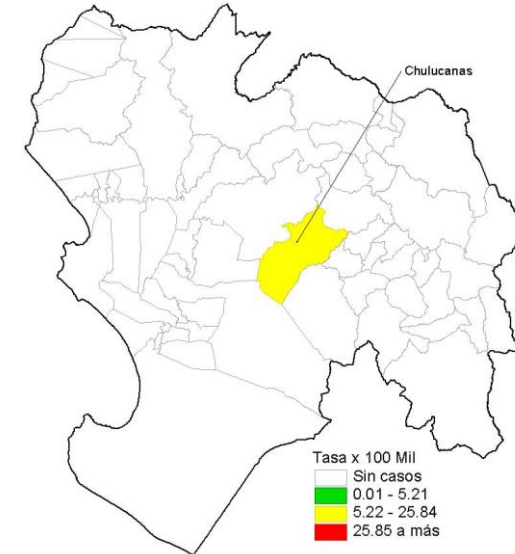 Chulucanas
Tasa x 100 Mil
Sin casos
0.01 - 5.21
5.22 - 25.84
25.85 a más